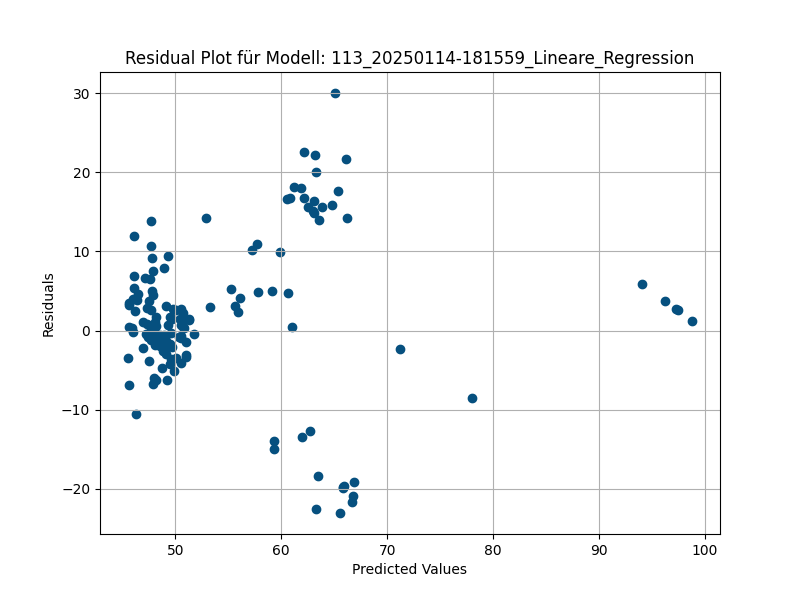 Residual Plot für Modell: 113_20250114-181559_Lineare_Regression
30
20
10
0
−10
−20
Residuals
50 60 70 80 90 100
Predicted Values